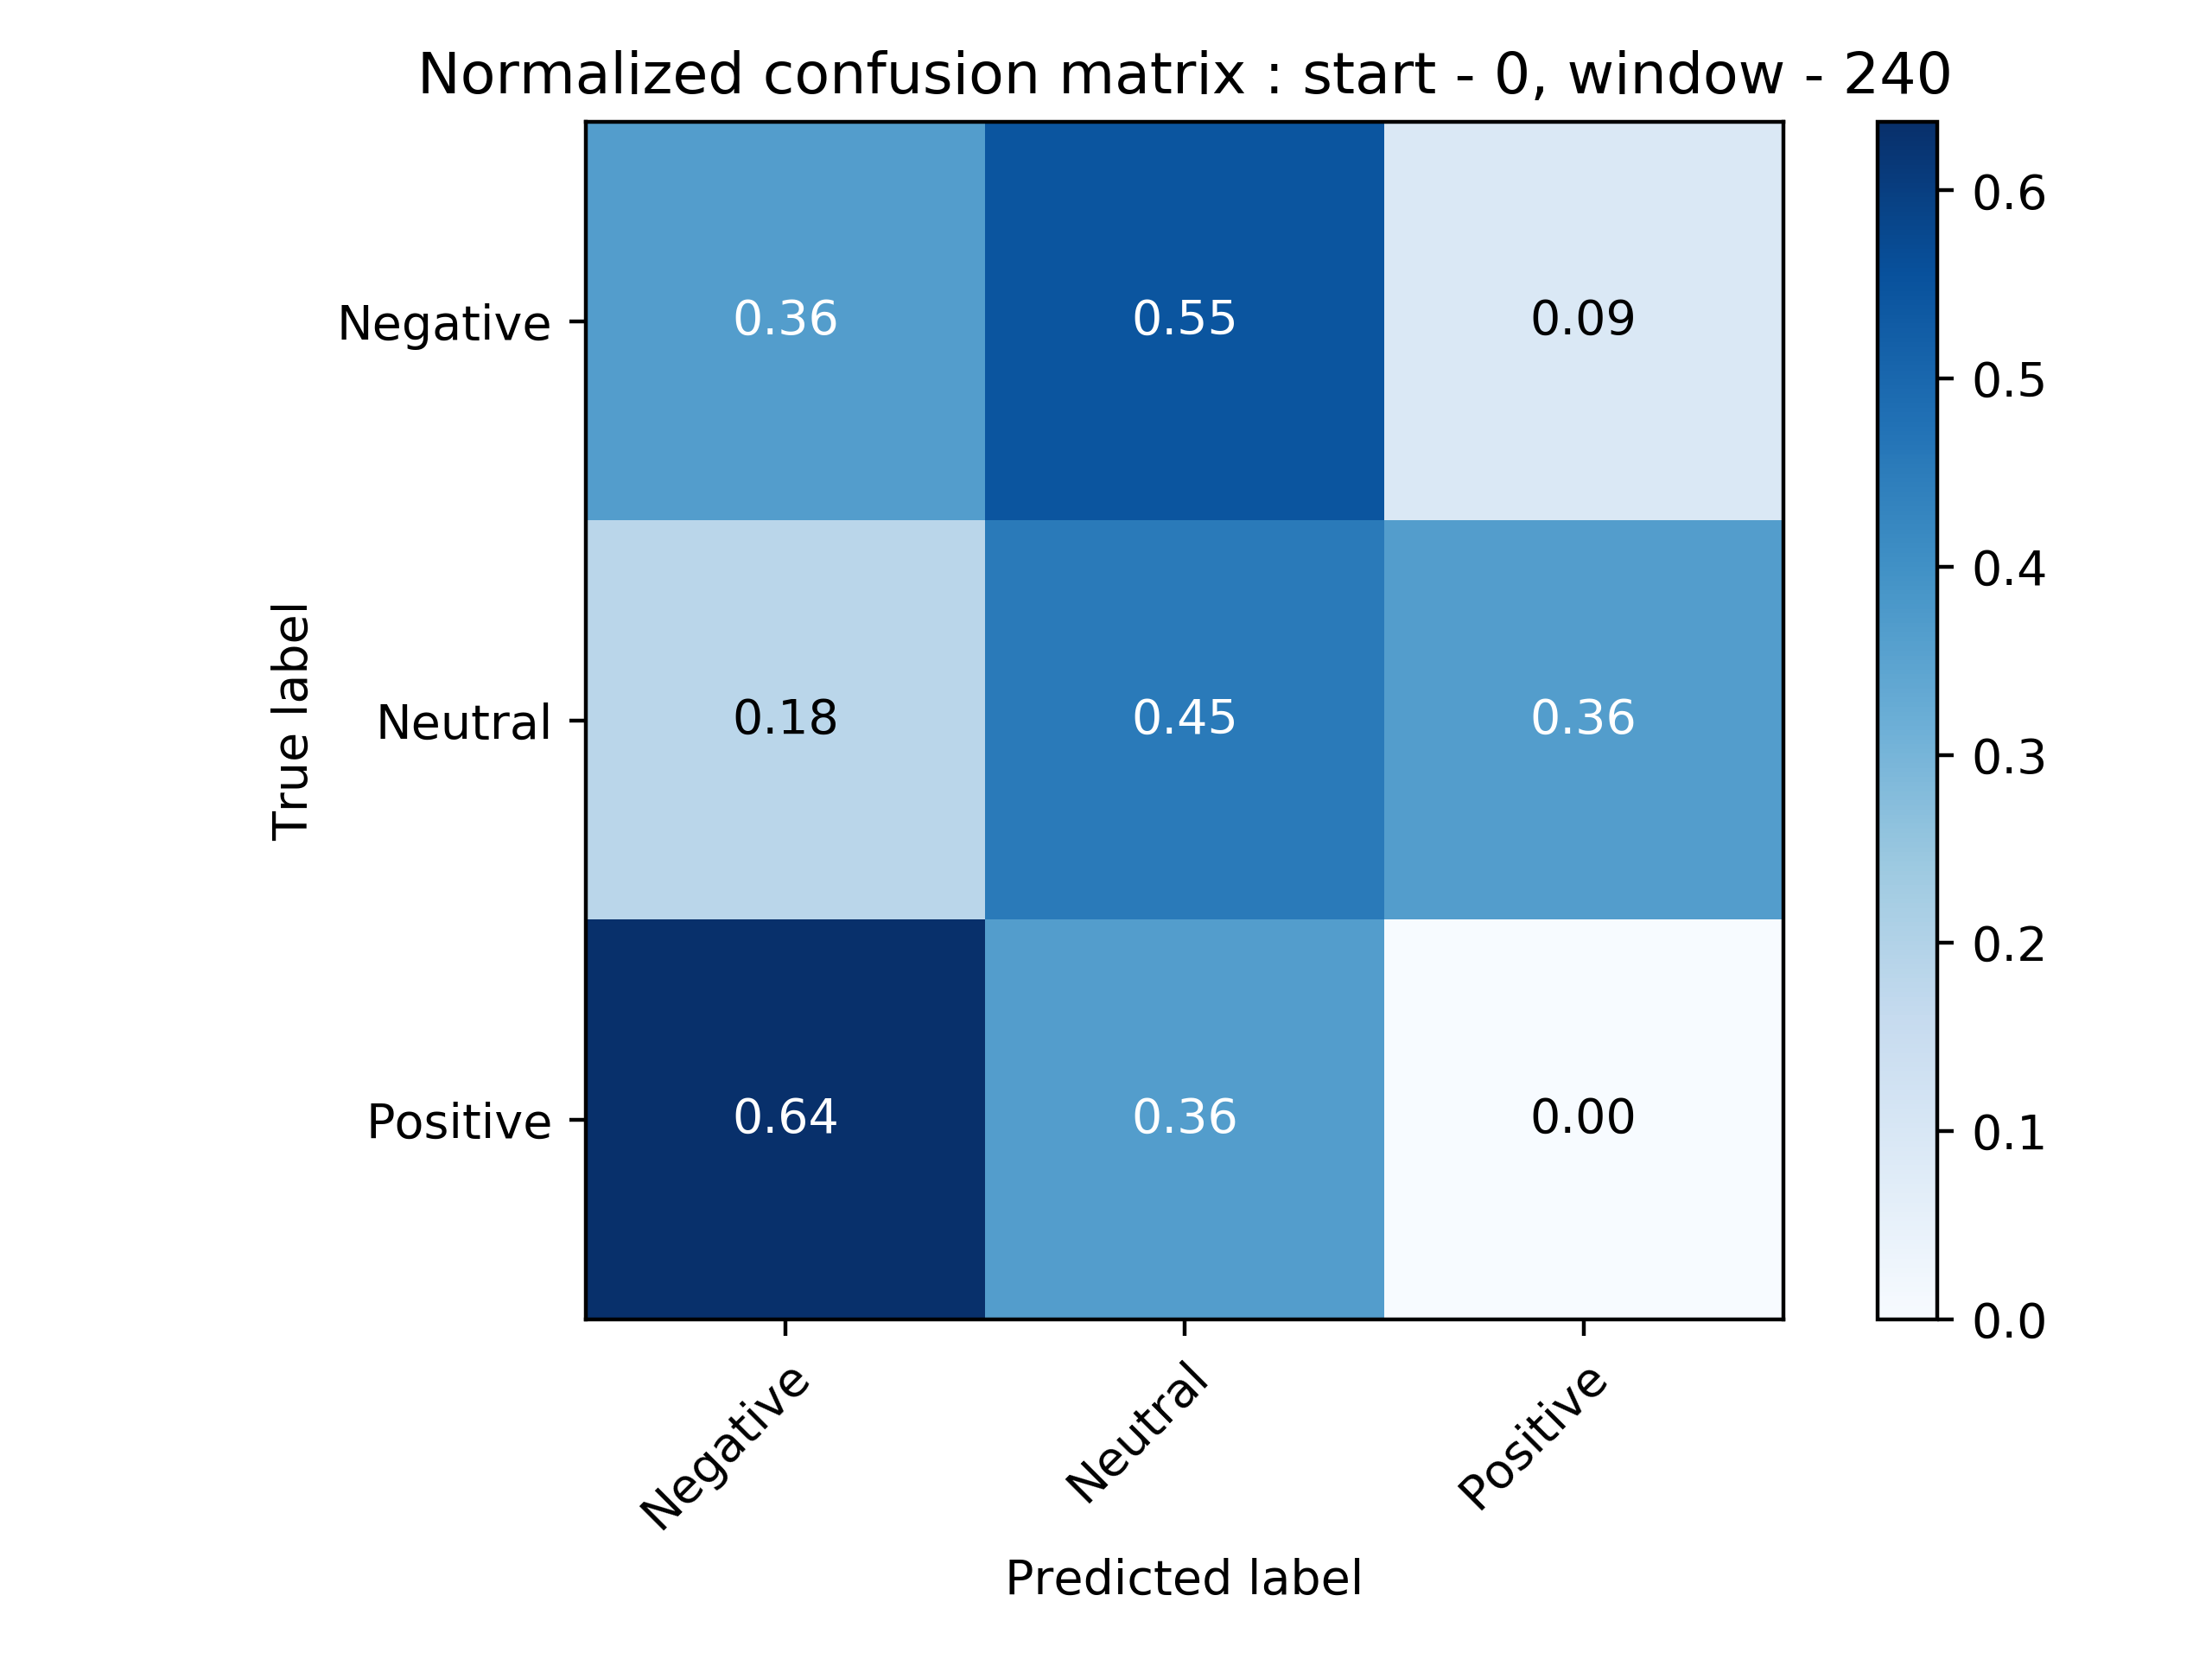 Normalized confusion matrix : start - 0, window - 240
Negative 0.36 0.55 0.09
Neutral 0.18 0.45 0.36
Positive 0.64 0.36 0.00
True label
Negative Neutral Positive
Predicted label
0.6
0.5
0.4
0.3
0.2
0.1
0.0